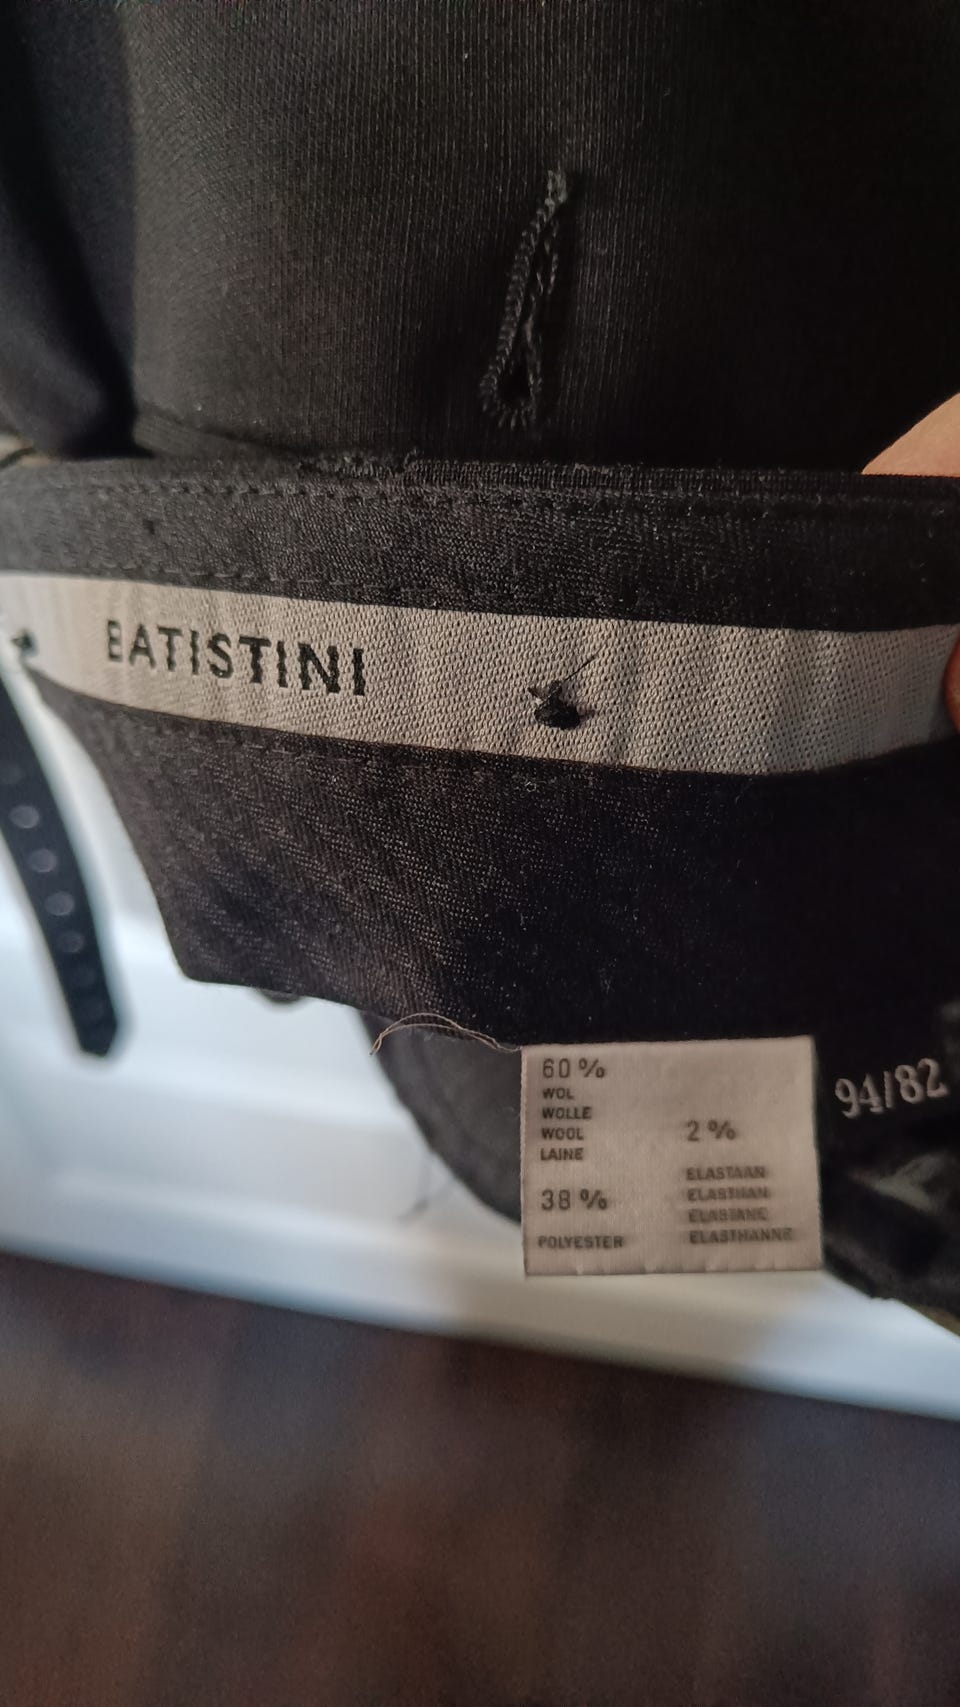 BATISTINI
60%
WOL
WOLLE
WOOL
LAINE
38%
POLYESTER
2%
ELASTAAN
ELASTHAN
ELASTANE
ELASTHANNE
94/82